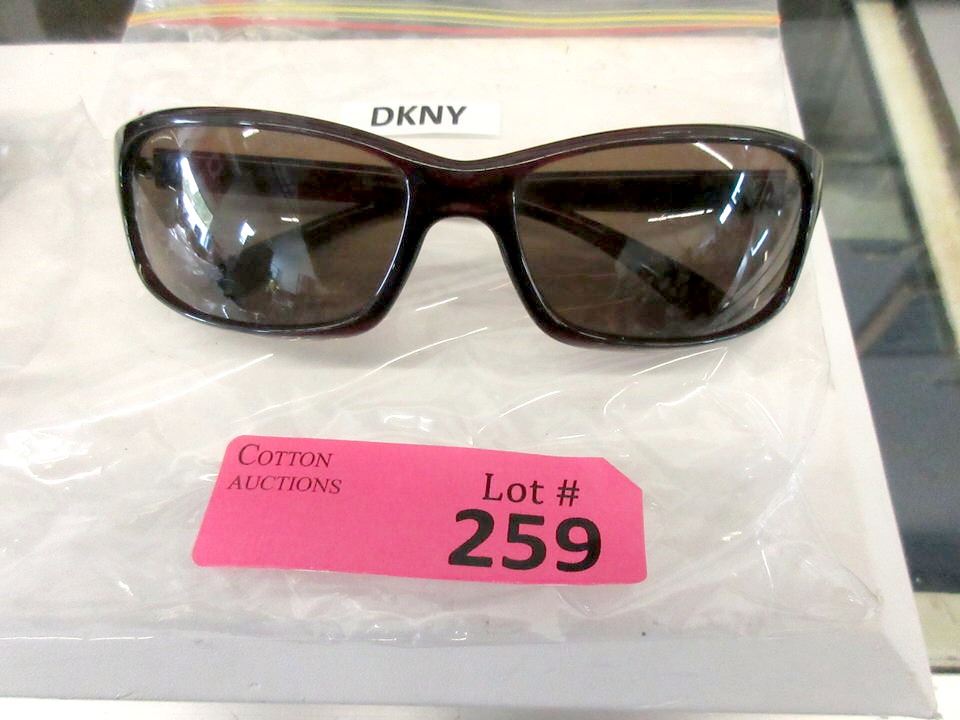 DKNY
COTTON
AUCTIONS
Lot #
259